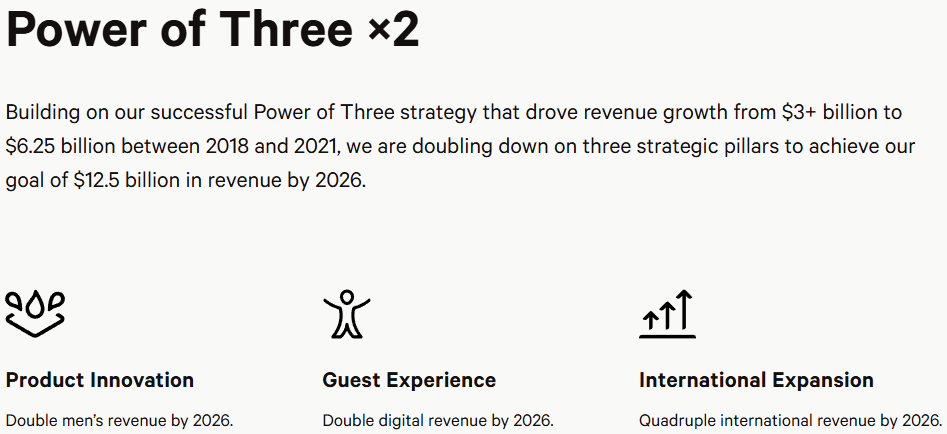 Power of Three ×2
Building on our successful Power of Three strategy that drove revenue growth from $3+ billion to
$6.25 billion between 2018 and 2021, we are doubling down on three strategic pillars to achieve our
goal of $12.5 billion in revenue by 2026.
Product Innovation
Double men’s revenue by 2026.
Guest Experience
Double digital revenue by 2026.
International Expansion
Quadruple international revenue by 2026.